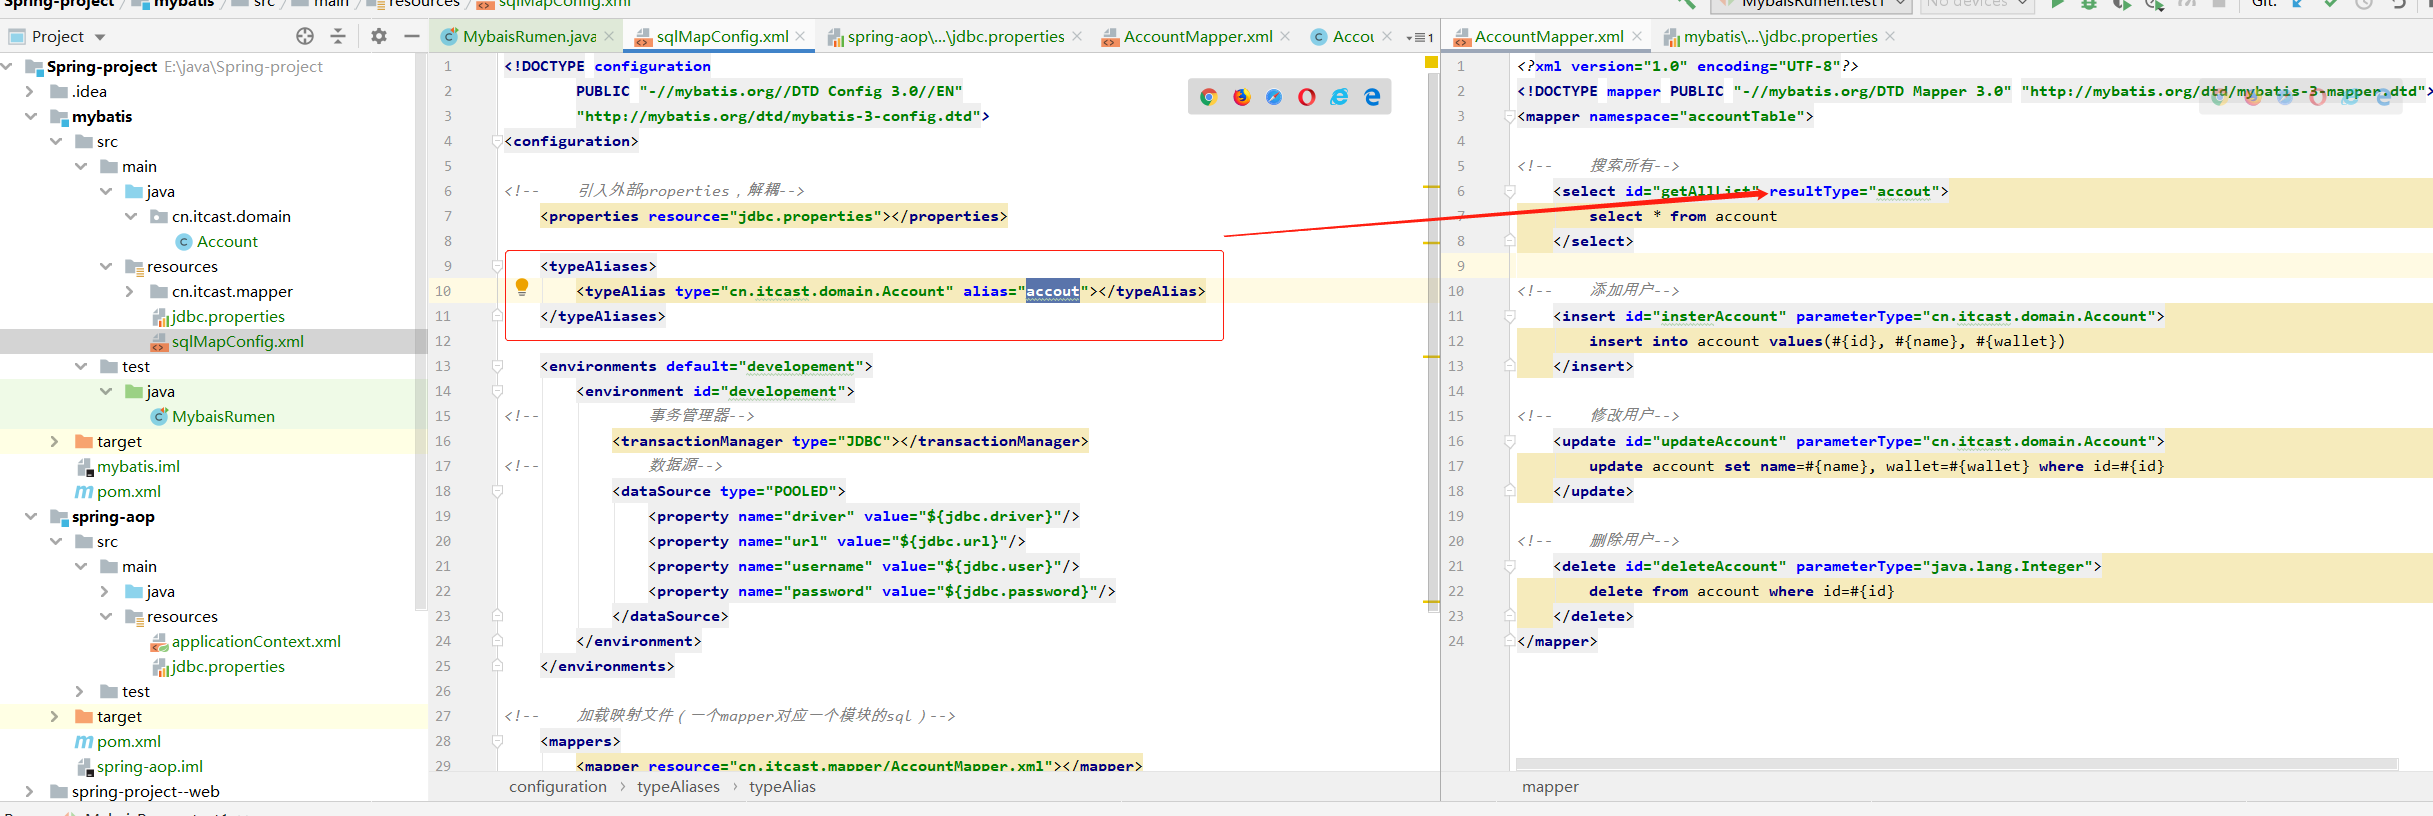 Spring-project mybatis src main resources sqlMapConfig.xml
MybaisRumen.test1 No devices Git:
Project
MybaisRumen.java sqlMapConfig.xml spring-aop\...\jdbc.properties AccountMapper.xml Accou 1
AccountMapper.xml mybatis\...\jdbc.properties
Spring-project E:\java\Spring-project
.idea
mybatis
src
main
java
cn.itcast.domain
Account
resources
cn.itcast.mapper
jdbc.properties
sqlMapConfig.xml
test
java
MybaisRumen
target
mybatis.iml
pom.xml
spring-aop
src
main
java
resources
applicationContext.xml
jdbc.properties
test
target
pom.xml
spring-aop.iml
spring-project--web
1 <!DOCTYPE configuration
2 PUBLIC "-//mybatis.org//DTD Config 3.0//EN"
3 "http://mybatis.org/dtd/mybatis-3-config.dtd">
4 <configuration>
5
6 <!-- 引入外部properties，解耦-->
7 <properties resource="jdbc.properties"></properties>
8
9 <typeAliases>
10 <typeAlias type="cn.itcast.domain.Account" alias="accout"></typeAlias>
11 </typeAliases>
12
13 <environments default="developement">
14 <environment id="developement">
15 <!-- 事务管理器-->
16 <transactionManager type="JDBC"></transactionManager>
17 <!-- 数据源-->
18 <dataSource type="POOLED">
19 <property name="driver" value="${jdbc.driver}"/>
20 <property name="url" value="${jdbc.url}"/>
21 <property name="username" value="${jdbc.user}"/>
22 <property name="password" value="${jdbc.password}"/>
23 </dataSource>
24 </environment>
25 </environments>
26
27 <!-- 加载映射文件（一个mapper对应一个模块的sql）-->
28 <mappers>
29 <mapper resource="cn.itcast.mapper/AccountMapper.xml"></mapper>
configuration › typeAliases › typeAlias
1 <?xml version="1.0" encoding="UTF-8"?>
2 <!DOCTYPE mapper PUBLIC "-//mybatis.org/DTD Mapper 3.0" "http://mybatis.org/dtd/mybatis-3-mapper.dtd">
3 <mapper namespace="accountTable">
4
5 <!-- 搜索所有-->
6 <select id="getAllList" resultType="accout">
7 select * from account
8 </select>
9
10 <!-- 添加用户-->
11 <insert id="insterAccount" parameterType="cn.itcast.domain.Account">
12 insert into account values(#{id}, #{name}, #{wallet})
13 </insert>
14
15 <!-- 修改用户-->
16 <update id="updateAccount" parameterType="cn.itcast.domain.Account">
17 update account set name=#{name}, wallet=#{wallet} where id=#{id}
18 </update>
19
20 <!-- 删除用户-->
21 <delete id="deleteAccount" parameterType="java.lang.Integer">
22 delete from account where id=#{id}
23 </delete>
24 </mapper>
mapper